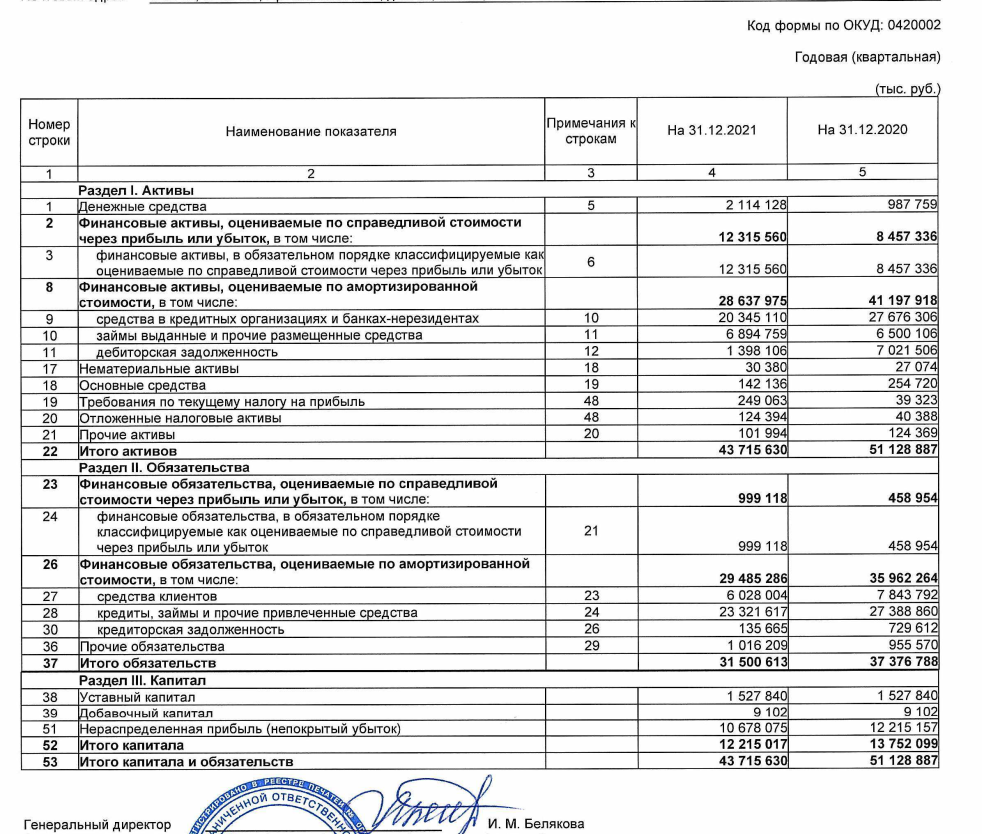 Код формы по ОКУД: 0420002
Годовая (квартальная)
(тыс. руб.)
Номер строки Наименование показателя Примечания к строкам На 31.12.2021 На 31.12.2020
1 2 3 4 5
Раздел I. Активы
1 Денежные средства 5 2 114 128 987 759
2 Финансовые активы, оцениваемые по справедливой стоимости
через прибыль или убыток, в том числе: 12 315 560 8 457 336
3 финансовые активы, в обязательном порядке классифицируемые как
оцениваемые по справедливой стоимости через прибыль или убыток 6 12 315 560 8 457 336
8 Финансовые активы, оцениваемые по амортизированной
стоимости, в том числе: 28 637 975 41 197 918
9 средства в кредитных организациях и банках-нерезидентах 10 20 345 110 27 676 306
10 займы выданные и прочие размещенные средства 11 6 894 759 6 500 106
11 дебиторская задолженность 12 1 398 106 7 021 506
17 Нематериальные активы 18 30 380 27 074
18 Основные средства 19 142 136 254 720
19 Требования по текущему налогу на прибыль 48 249 063 39 323
20 Отложенные налоговые активы 48 124 394 40 388
21 Прочие активы 20 101 994 124 369
22 Итого активов 43 715 630 51 128 887
Раздел II. Обязательства
23 Финансовые обязательства, оцениваемые по справедливой
стоимости через прибыль или убыток, в том числе: 999 118 458 954
24 финансовые обязательства, в обязательном порядке
классифицируемые как оцениваемые по справедливой стоимости
через прибыль или убыток 21 999 118 458 954
26 Финансовые обязательства, оцениваемые по амортизированной
стоимости, в том числе: 29 485 286 35 962 264
27 средства клиентов 23 6 028 004 7 843 792
28 кредиты, займы и прочие привлеченные средства 24 23 321 617 27 388 860
30 кредиторская задолженность 26 135 665 729 612
36 Прочие обязательства 29 1 016 209 955 570
37 Итого обязательств 31 500 613 37 376 788
Раздел III. Капитал
38 Уставный капитал 1 527 840 1 527 840
39 Добавочный капитал 9 102 9 102
51 Нераспределенная прибыль (непокрытый убыток) 10 678 075 12 215 157
52 Итого капитала 12 215 017 13 752 099
53 Итого капитала и обязательств 43 715 630 51 128 887
В РЕЕСТРЕ ПЕЧАТЕЙ №
Генеральный директор И. М. Белякова